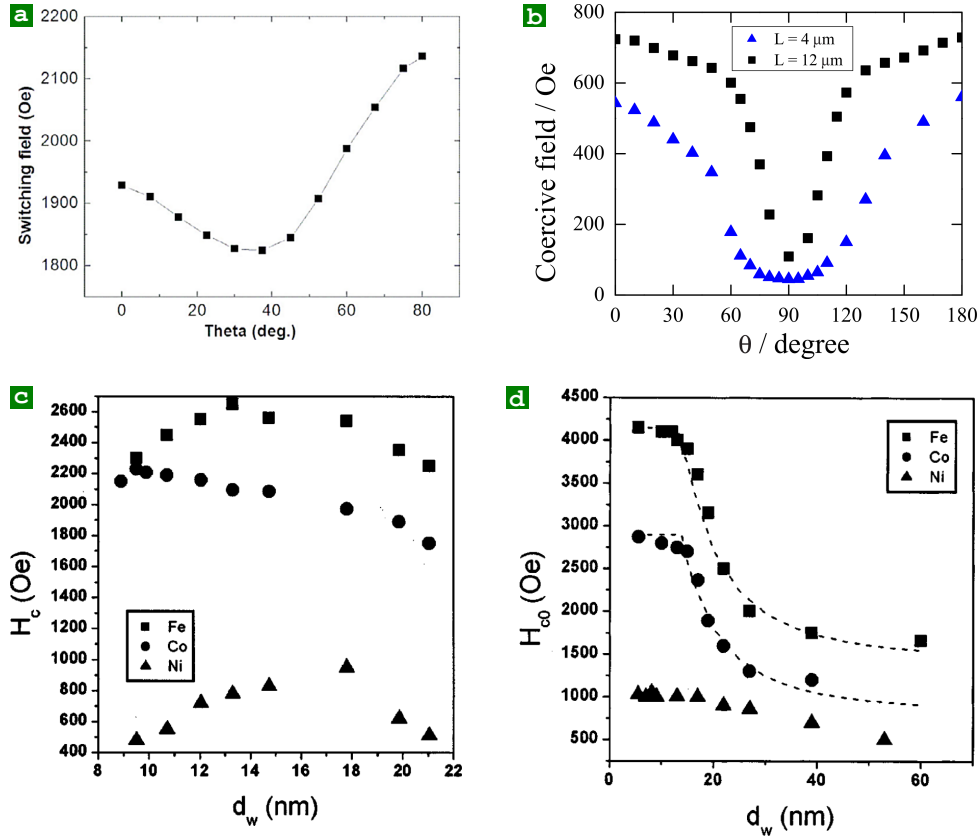 a
2200
2100
2000
1900
1800
Switching field (Oe)
0 20 40 60 80
Theta (deg.)
b
800
600
400
200
0
Coercive field / Oe
L = 4 μm
L = 12 μm
0 30 60 90 120 150 180
θ / degree
c
2600
2400
2200
2000
1800
1600
1400
1200
1000
800
600
400
H_c (Oe)
Fe
Co
Ni
8 10 12 14 16 18 20 22
d_w (nm)
d
4500
4000
3500
3000
2500
2000
1500
1000
500
H_c0 (Oe)
Fe
Co
Ni
0 20 40 60
d_w (nm)